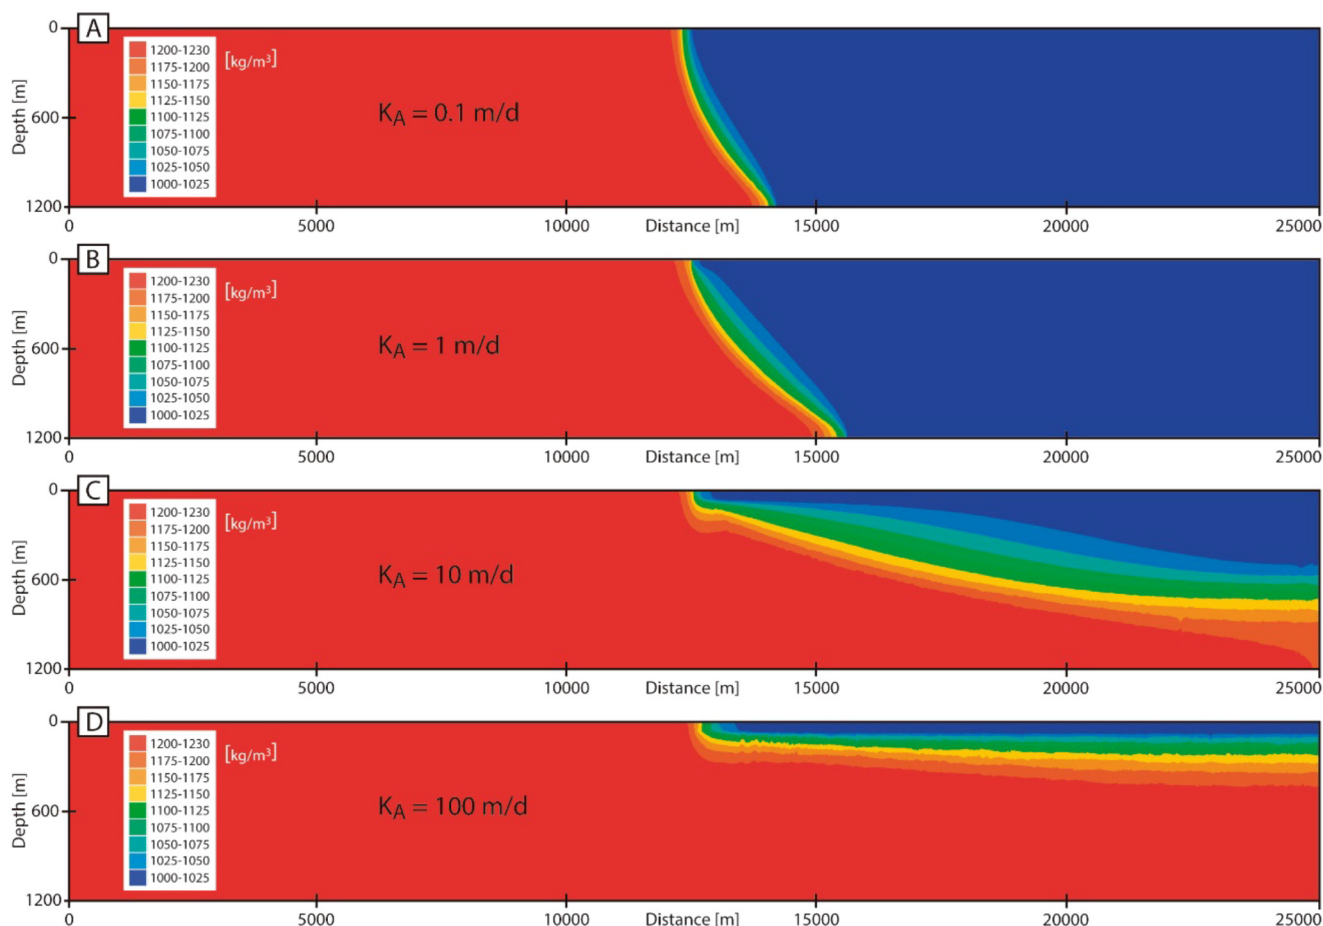 A
0
600
1200
Depth [m]
1200-1230
1175-1200
1150-1175
1125-1150
1100-1125
1075-1100
1050-1075
1025-1050
1000-1025
[kg/m³]
K_A = 0.1 m/d
0 5000 10000 Distance [m] 15000 20000 25000
B
0
600
1200
Depth [m]
1200-1230
1175-1200
1150-1175
1125-1150
1100-1125
1075-1100
1050-1075
1025-1050
1000-1025
[kg/m³]
K_A = 1 m/d
0 5000 10000 Distance [m] 15000 20000 25000
C
0
600
1200
Depth [m]
1200-1230
1175-1200
1150-1175
1125-1150
1100-1125
1075-1100
1050-1075
1025-1050
1000-1025
[kg/m³]
K_A = 10 m/d
0 5000 10000 Distance [m] 15000 20000 25000
D
0
600
1200
Depth [m]
1200-1230
1175-1200
1150-1175
1125-1150
1100-1125
1075-1100
1050-1075
1025-1050
1000-1025
[kg/m³]
K_A = 100 m/d
0 5000 10000 Distance [m] 15000 20000 25000